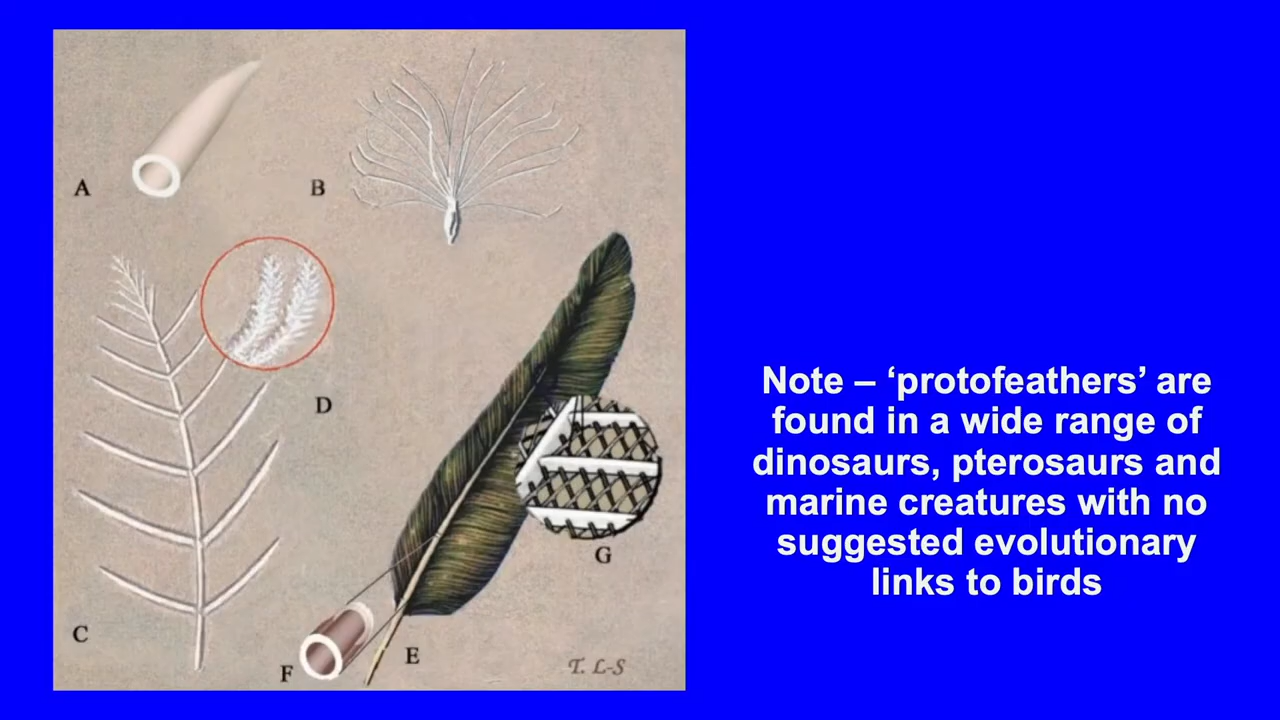 A
B
D
G
C
F
E
T. L-S
Note – ‘protofeathers’ are
found in a wide range of
dinosaurs, pterosaurs and
marine creatures with no
suggested evolutionary
links to birds